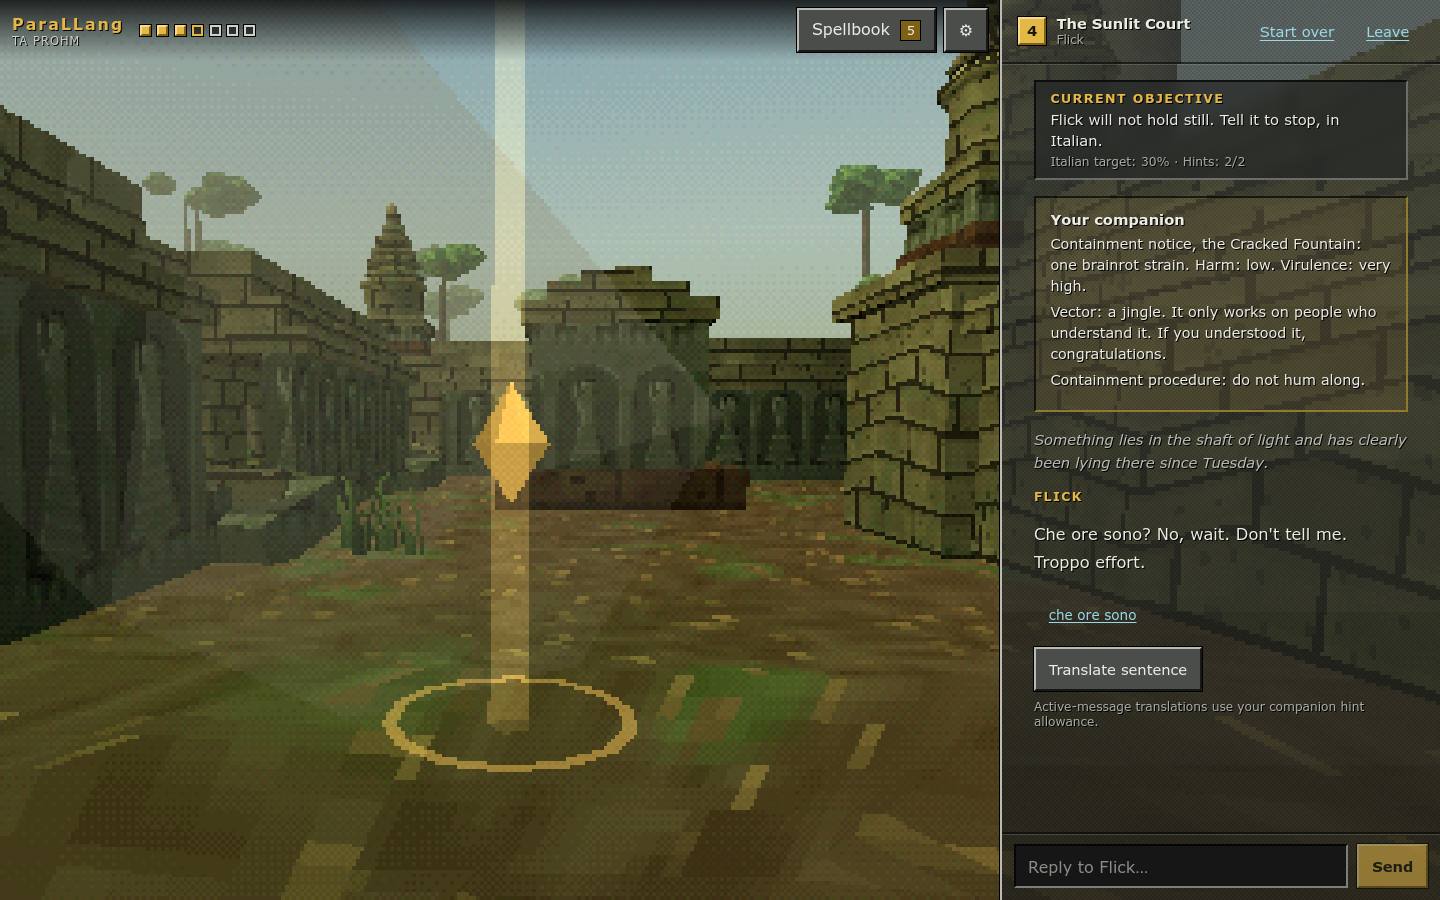 ParaLLang
TA PROHM
Spellbook 5
⚙
4
The Sunlit Court
Flick
Start over
Leave
CURRENT OBJECTIVE
Flick will not hold still. Tell it to stop, in
Italian.
Italian target: 30% · Hints: 2/2
Your companion
Containment notice, the Cracked Fountain:
one brainrot strain. Harm: low. Virulence: very
high.
Vector: a jingle. It only works on people who
understand it. If you understood it,
congratulations.
Containment procedure: do not hum along.
Something lies in the shaft of light and has clearly
been lying there since Tuesday.
FLICK
Che ore sono? No, wait. Don't tell me.
Troppo effort.
che ore sono
Translate sentence
Active-message translations use your companion hint
allowance.
Reply to Flick...
Send